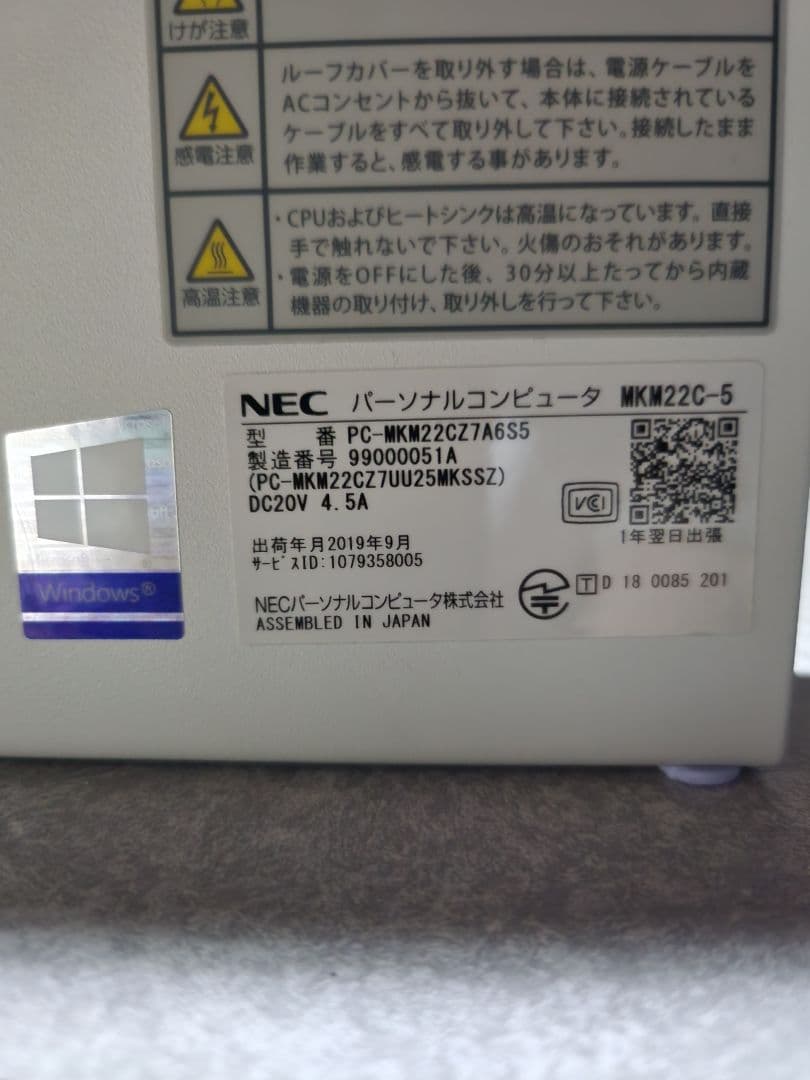 けが注意
ルーフカバーを取り外す場合は、電源ケーブルを
ACコンセントから抜いて、本体に接続されている
ケーブルをすべて取り外して下さい。接続したまま
作業すると、感電する事があります。
感電注意
・CPUおよびヒートシンクは高温になっています。直接
手で触れないで下さい。火傷のおそれがあります。
・電源をOFFにした後、30分以上たってから内蔵
機器の取り付け、取り外しを行って下さい。
高温注意
NEC パーソナルコンピュータ MKM22C-5
型 番 PC-MKM22CZ7A6S5
製造番号 99000051A
(PC-MKM22CZ7UU25MKSSZ)
DC20V 4.5A
VCCI
1年翌日出張
出荷年月2019年9月
ｻｰﾋﾞｽID:1079358005
NECパーソナルコンピュータ株式会社
ASSEMBLED IN JAPAN
T D 18 0085 201
Windows®